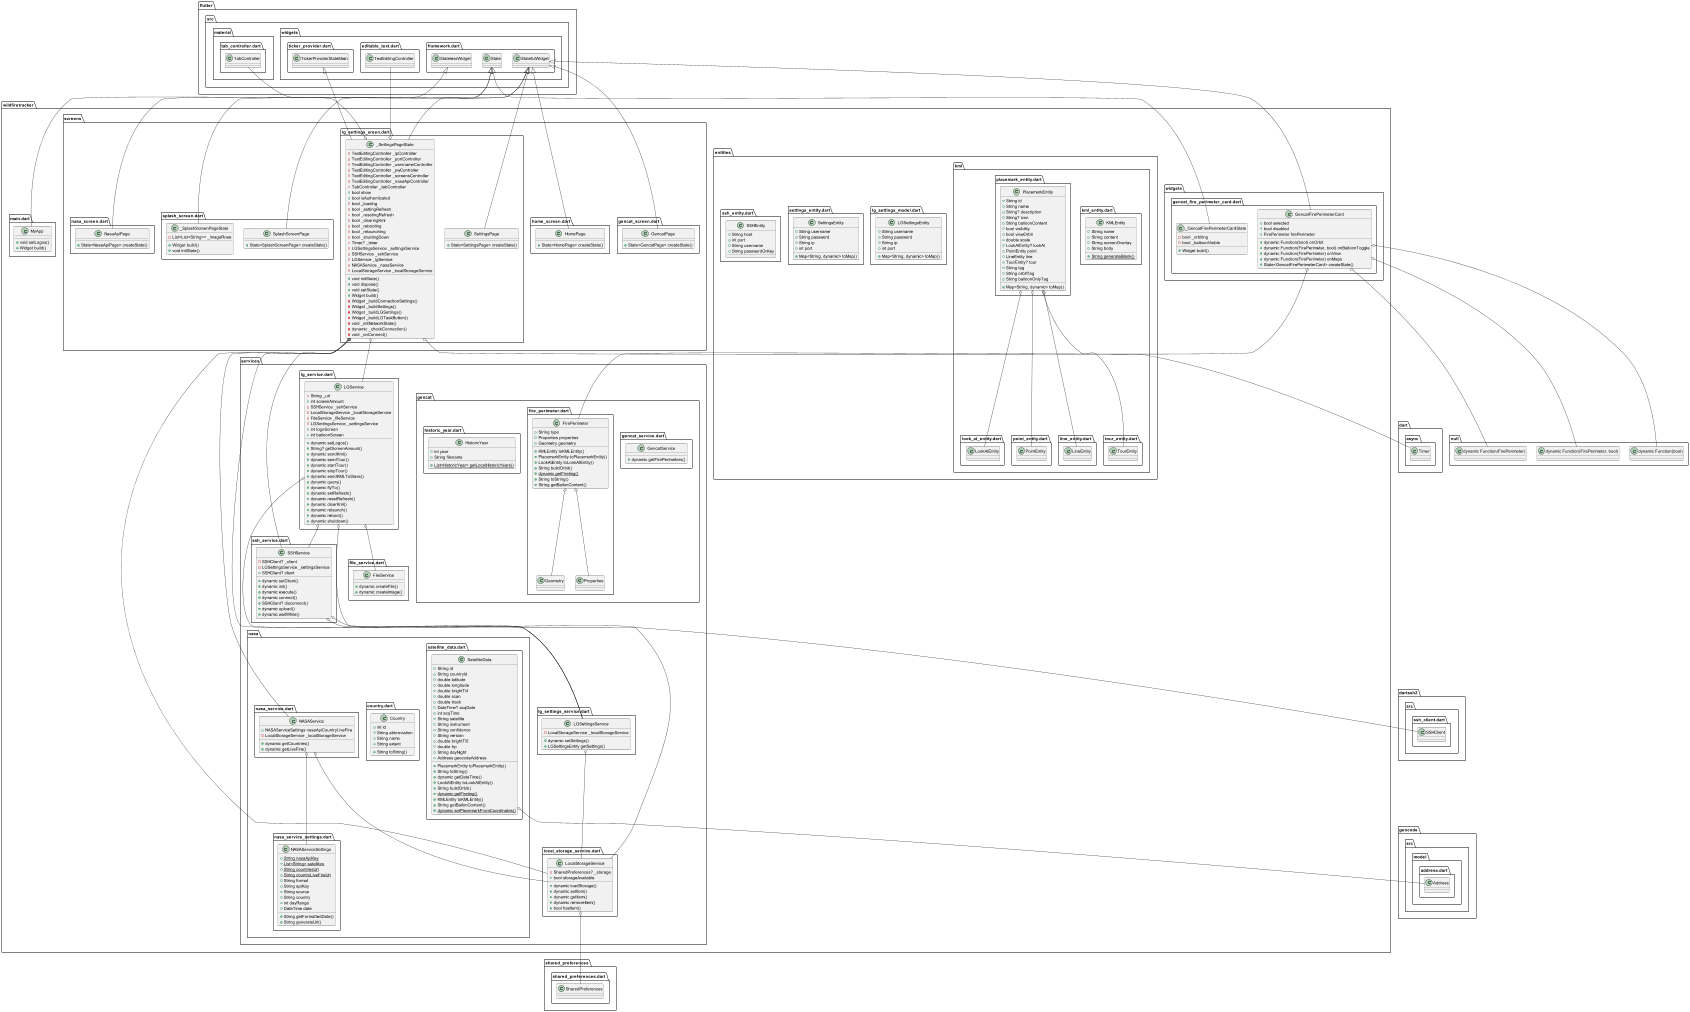 flutter
src
material
tab_controller.dart
TabController
widgets
ticker_provider.dart
TickerProviderStateMixin
editable_text.dart
TextEditingController
framework.dart
StatelessWidget
State
StatefulWidget
wildfiretracker
screens
main.dart
MyApp
void setLogos()
Widget build()
nasa_screen.dart
NasaApiPage
State<NasaApiPage> createState()
splash_screen.dart
_SplashScreenPageState
List<List<String>> _imageRows
Widget build()
void initState()
SplashScreenPage
State<SplashScreenPage> createState()
lg_settings_sreen.dart
_SettingsPageState
TextEditingController _ipController
TextEditingController _portController
TextEditingController _usernameController
TextEditingController _pwController
TextEditingController _screensController
TextEditingController _nasaApiController
TabController _tabController
bool show
bool isAuthenticated
bool _loading
bool _settingRefresh
bool _resetingRefresh
bool _clearingKml
bool _rebooting
bool _relaunching
bool _shuttingDown
Timer? _timer
LGSettingsService _settingsService
SSHService _sshService
LGService _lgService
NASAService _nasaService
LocalStorageService _localStorageService
void initState()
void dispose()
void setState()
Widget build()
Widget _buildConnectionSettings()
Widget _buildSettings()
Widget _buildLGSettings()
Widget _buildLGTaskButton()
void _initNetworkState()
dynamic _checkConnection()
void _onConnect()
SettingsPage
State<SettingsPage> createState()
home_screen.dart
HomePage
State<HomePage> createState()
gencat_screen.dart
GencatPage
State<GencatPage> createState()
entities
ssh_entity.dart
SSHEntity
String host
int port
String username
String passwordOrKey
settings_entity.dart
SettingsEntity
String username
String password
String ip
int port
Map<String, dynamic> toMap()
lg_settings_model.dart
LGSettingsEntity
String username
String password
String ip
int port
Map<String, dynamic> toMap()
kml
placemark_entity.dart
PlacemarkEntity
String id
String name
String? description
String? icon
String balloonContent
bool visibility
bool viewOrbit
double scale
LookAtEntity? lookAt
PointEntity point
LineEntity line
TourEntity? tour
String tag
String orbitTag
String balloonOnlyTag
Map<String, dynamic> toMap()
kml_entity.dart
KMLEntity
String name
String content
String screenOverlay
String body
String generateBlank()
look_at_entity.dart
LookAtEntity
point_entity.dart
PointEntity
line_entity.dart
LineEntity
tour_entity.dart
TourEntity
widgets
gencat_fire_perimeter_card.dart
_GencatFirePerimeterCardState
bool _orbiting
bool _balloonVisible
Widget build()
GencatFirePerimeterCard
bool selected
bool disabled
FirePerimeter firePerimeter
dynamic Function(bool) onOrbit
dynamic Function(FirePerimeter, bool) onBalloonToggle
dynamic Function(FirePerimeter) onView
dynamic Function(FirePerimeter) onMaps
State<GencatFirePerimeterCard> createState()
services
lg_service.dart
LGService
String _url
int screenAmount
SSHService _sshService
LocalStorageService _localStorageService
FileService _fileService
LGSettingsService _settingsService
int logoScreen
int balloonScreen
dynamic setLogos()
String? getScreenAmount()
dynamic sendKml()
dynamic sendTour()
dynamic startTour()
dynamic stopTour()
dynamic sendKMLToSlave()
dynamic query()
dynamic flyTo()
dynamic setRefresh()
dynamic resetRefresh()
dynamic clearKml()
dynamic relaunch()
dynamic reboot()
dynamic shutdown()
ssh_service.dart
SSHService
SSHClient? _client
LGSettingsService _settingsService
SSHClient? client
dynamic setClient()
dynamic init()
dynamic execute()
dynamic connect()
SSHClient? disconnect()
dynamic upload()
dynamic waitWhile()
file_service.dart
FileService
dynamic createFile()
dynamic createImage()
gencat
historic_year.dart
HistoricYear
int year
String filename
List<HistoricYear> getLocalHistoricYears()
fire_perimeter.dart
FirePerimeter
String type
Properties properties
Geometry geometry
KMLEntity toKMLEntity()
PlacemarkEntity toPlacemarkEntity()
LookAtEntity toLookAtEntity()
String buildOrbit()
dynamic getFireImg()
String toString()
String getBallonContent()
Geometry
Properties
gencat_service.dart
GencatService
dynamic getFirePerimeters()
nasa
nasa_service.dart
NASAService
NASAServiceSettings nasaApiCountryLiveFire
LocalStorageService _localStorageService
dynamic getCountries()
dynamic getLiveFire()
country.dart
Country
int id
String abbreviation
String name
String extent
String toString()
satellite_data.dart
SatelliteData
String id
String countryId
double latitude
double longitude
double brightTi4
double scan
double track
DateTime? acqDate
int acqTime
String satellite
String instrument
String confidence
String version
double brightTi5
double frp
String dayNight
Address geocodeAddress
PlacemarkEntity toPlacemarkEntity()
String toString()
dynamic getDateTime()
LookAtEntity toLookAtEntity()
String buildOrbit()
dynamic getFireImg()
KMLEntity toKMLEntity()
String getBallonContent()
dynamic setPlacemarkFromCoordinates()
nasa_service_settings.dart
NASAServiceSettings
String nasaApiKey
List<String> satellites
String countriesUrl
String countryLiveFireUrl
String format
String apiKey
String source
String country
int dayRange
DateTime date
String getFormattedDate()
String generateUrl()
lg_settings_service.dart
LGSettingsService
LocalStorageService _localStorageService
dynamic setSettings()
LGSettingsEntity getSettings()
local_storage_service.dart
LocalStorageService
SharedPreferences? _storage
bool storageAvailable
dynamic loadStorage()
dynamic setItem()
dynamic getItem()
dynamic removeItem()
bool hasItem()
dart
async
Timer
null
dynamic Function(FirePerimeter)
dynamic Function(FirePerimeter, bool)
dynamic Function(bool)
dartssh2
src
ssh_client.dart
SSHClient
geocode
src
model
address.dart
Address
shared_preferences
shared_preferences.dart
SharedPreferences